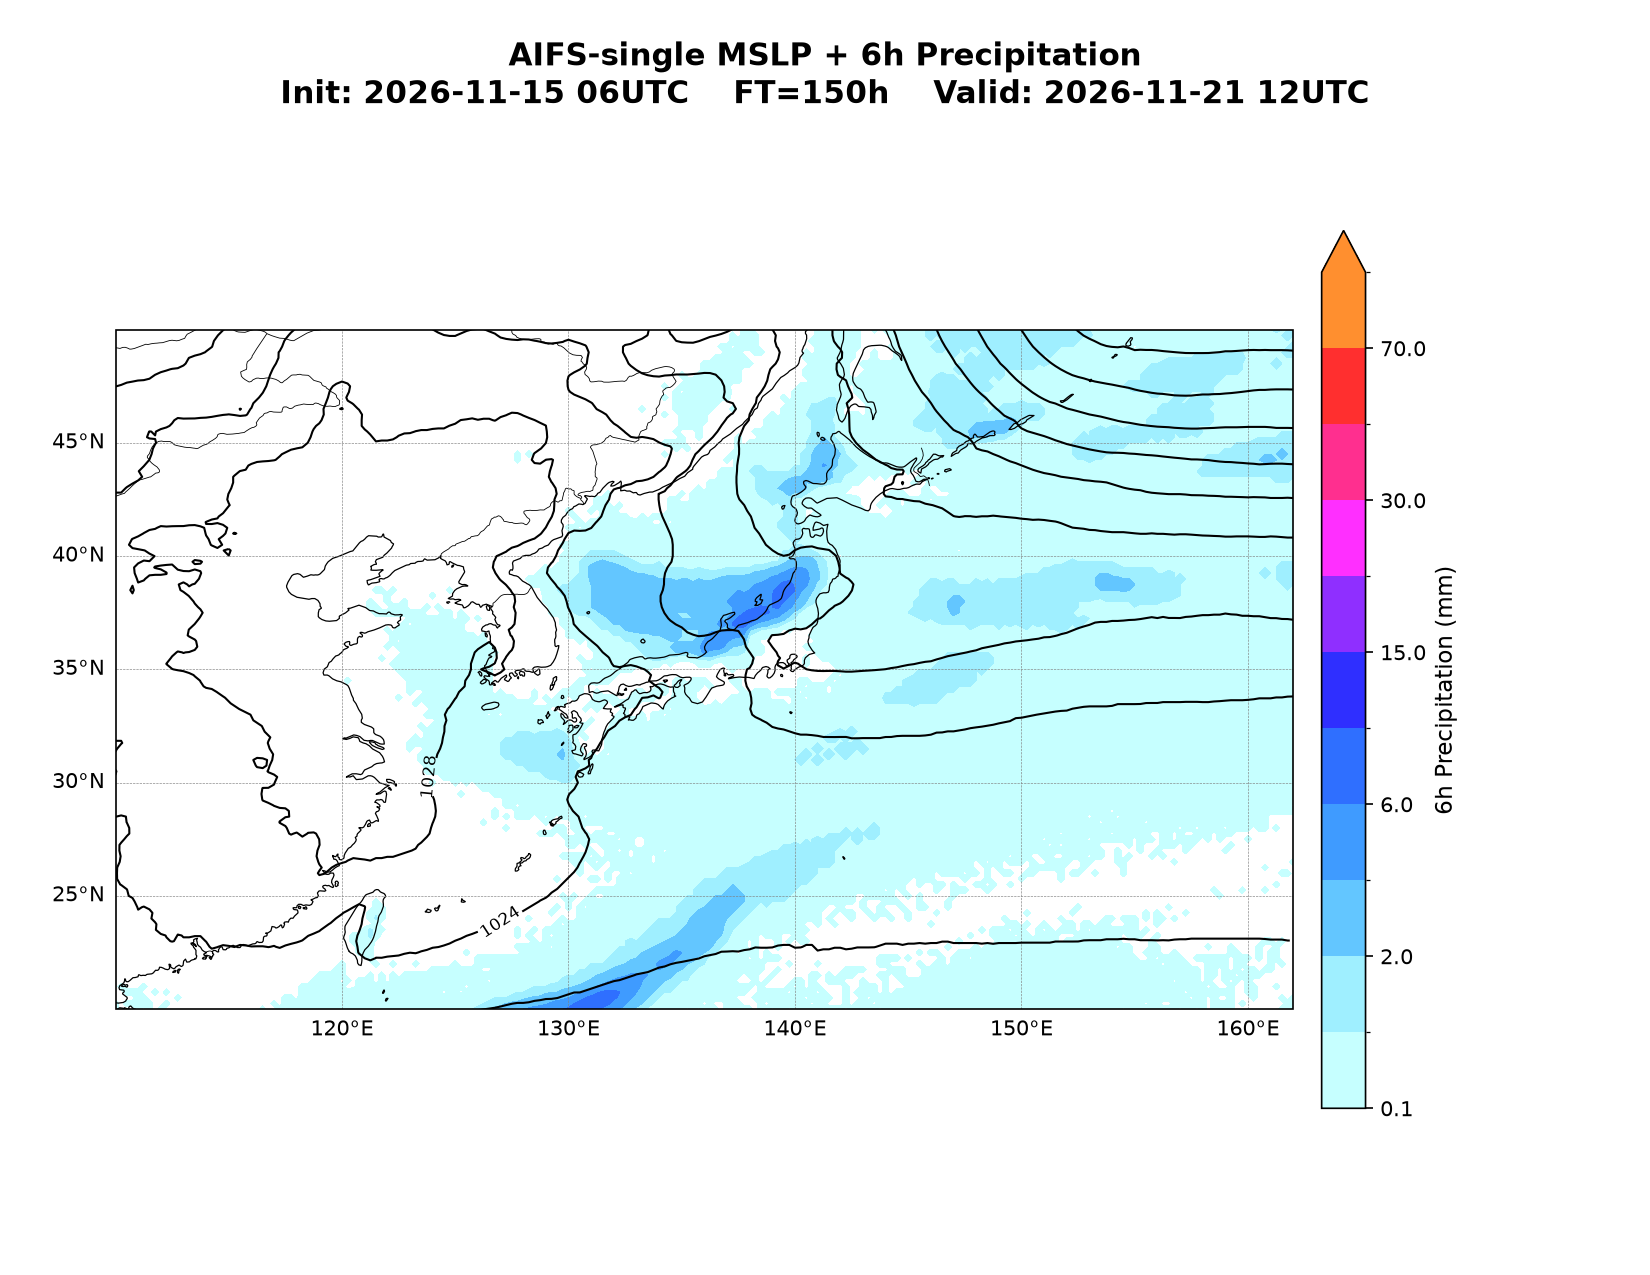 AIFS-single MSLP + 6h Precipitation
Init: 2026-11-15 06UTC    FT=150h    Valid: 2026-11-21 12UTC
70.0
30.0
15.0
6.0
2.0
0.1
6h Precipitation (mm)
45°N
40°N
35°N
30°N
25°N
1028
1024
120°E
130°E
140°E
150°E
160°E